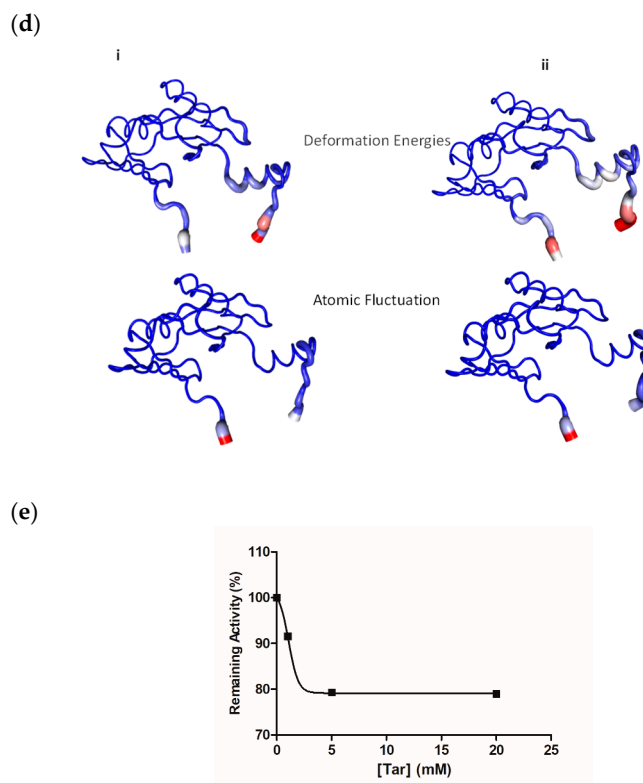 (d)
i
ii
Deformation Energies
Atomic Fluctuation
(e)
110
100
90
80
70
Remaining Activity (%)
0
5
10
15
20
25
[Tar] (mM)